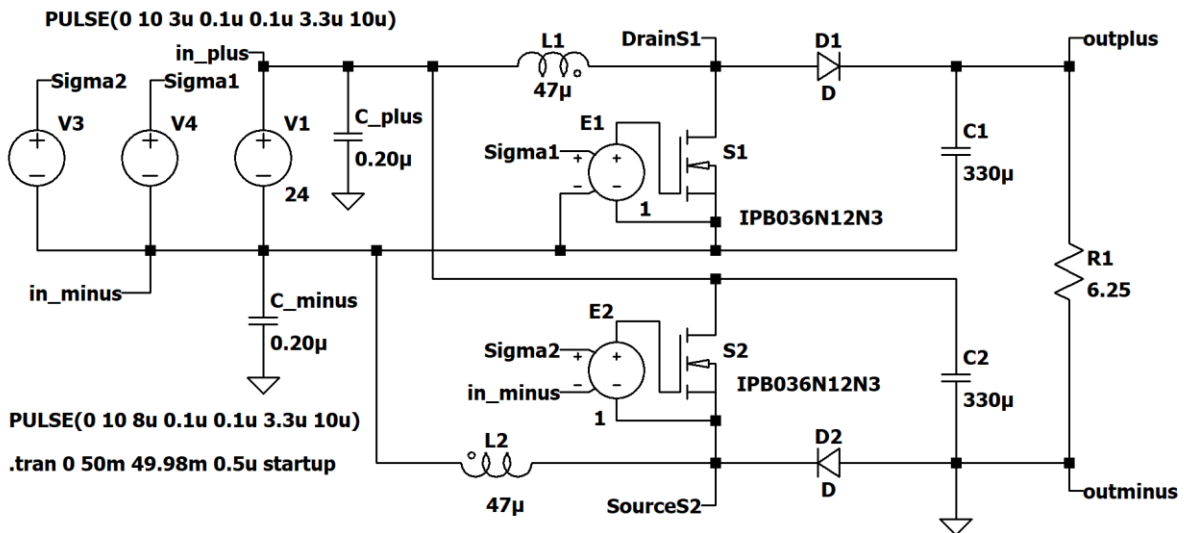 PULSE(0 10 3u 0.1u 0.1u 3.3u 10u)
in_plus
L1
47µ
DrainS1
D1
D
outplus
Sigma2
Sigma1
V3
V4
V1
24
C_plus
0.20µ
E1
Sigma1
+
-
+
-
1
S1
IPB036N12N3
C1
330µ
R1
6.25
in_minus
C_minus
0.20µ
E2
Sigma2
in_minus
+
-
+
-
1
S2
IPB036N12N3
C2
330µ
PULSE(0 10 8u 0.1u 0.1u 3.3u 10u)
.tran 0 50m 49.98m 0.5u startup
L2
47µ
SourceS2
D2
D
outminus